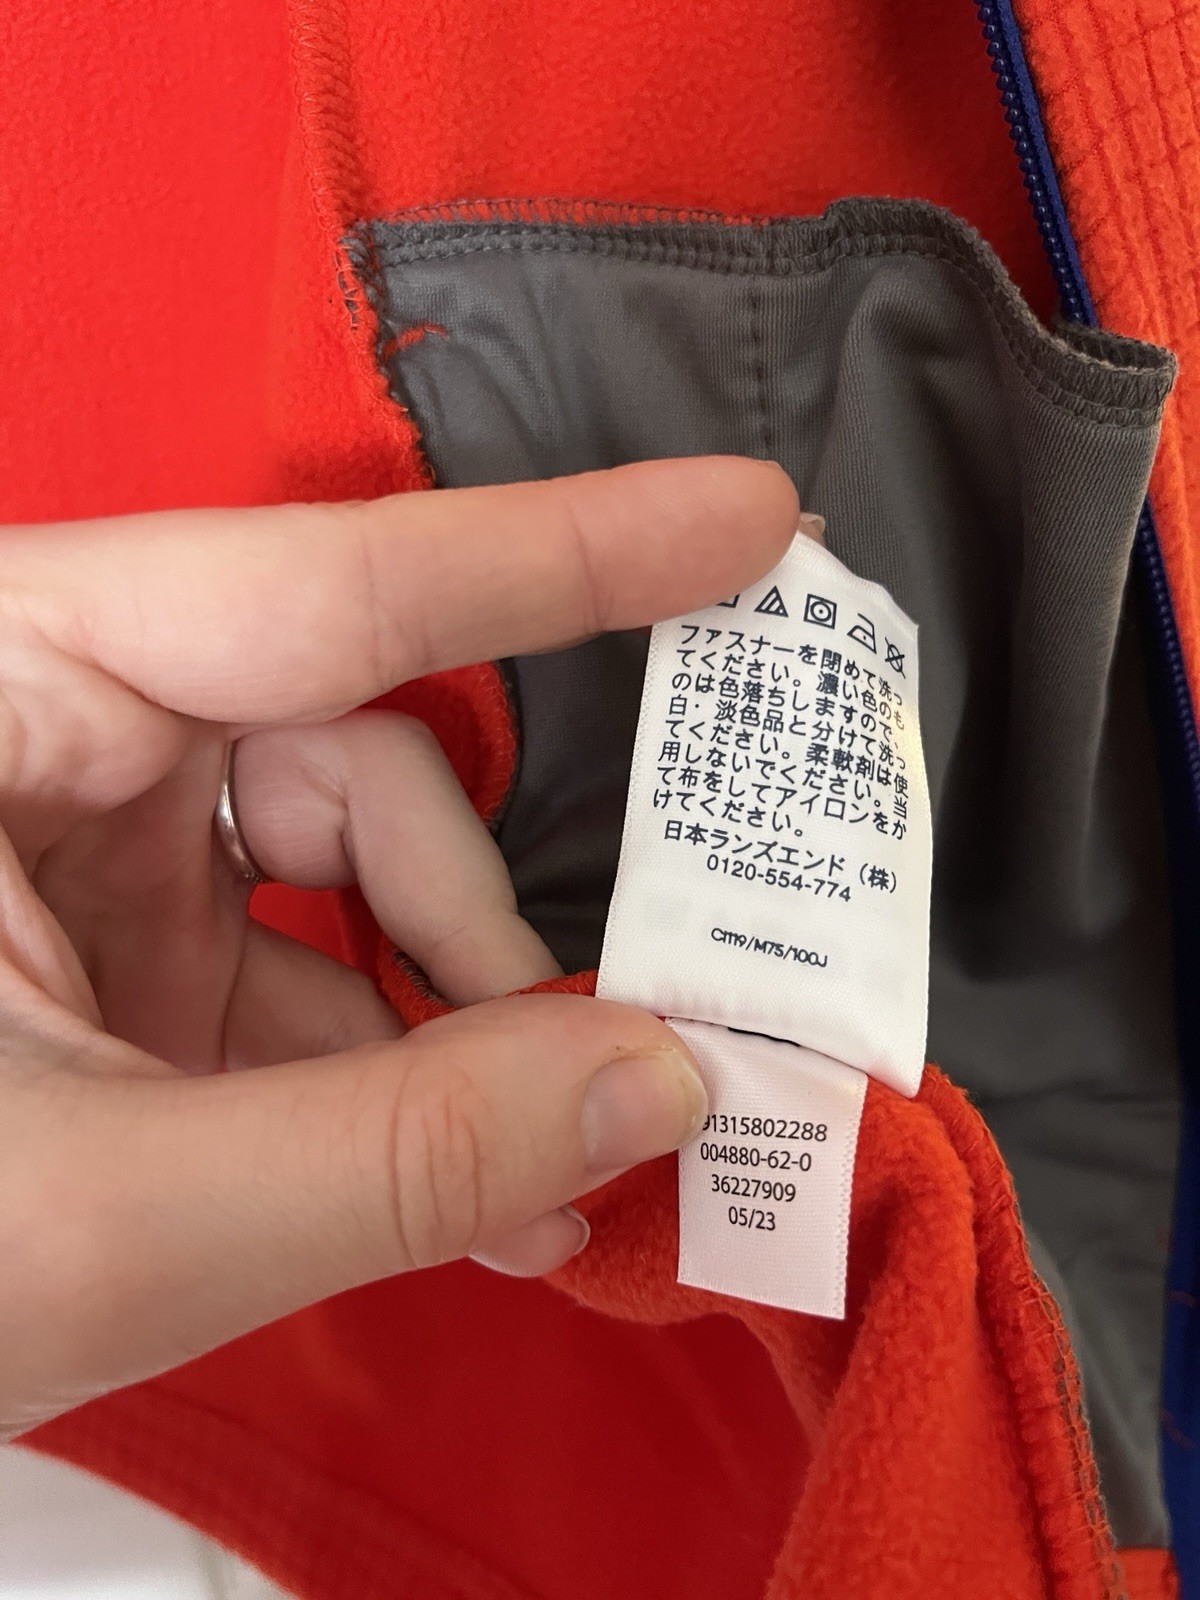 ファスナーを閉めて洗っ
てください。濃い色のも
のは色落ちしますので、
白・淡色品と分けて洗っ
てください。柔軟剤は使
用しないでください。当
て布をしてアイロンをか
けてください。
日本ランズエンド（株）
0120-554-774
CI119/M75/100J
91315802288
004880-62-0
36227909
05/23